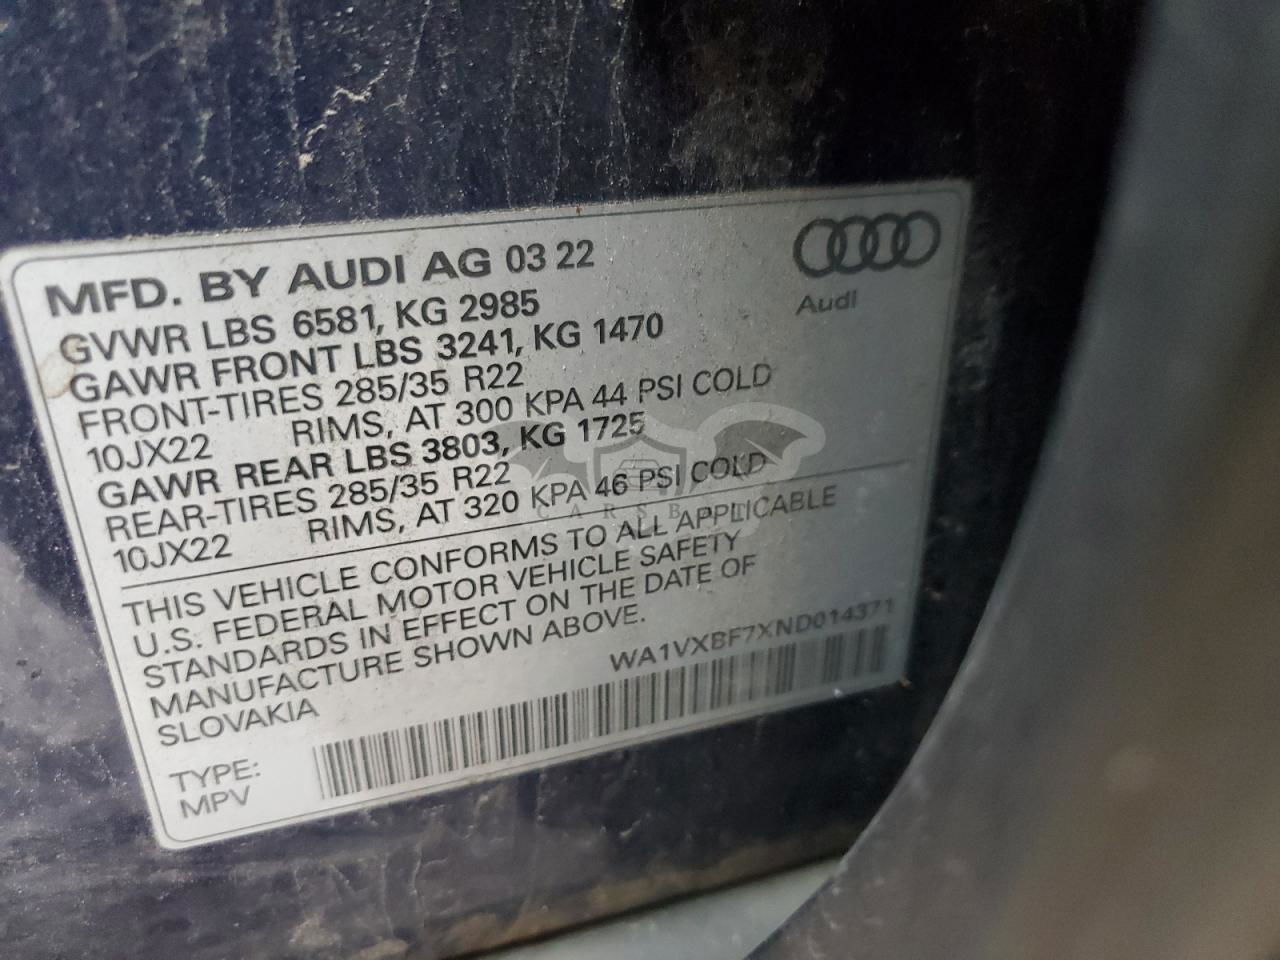 MFD. BY AUDI AG 03 22
Audi
GVWR LBS 6581, KG 2985
GAWR FRONT LBS 3241, KG 1470
FRONT-TIRES 285/35 R22
10JX22 RIMS, AT 300 KPA 44 PSI COLD
GAWR REAR LBS 3803, KG 1725
REAR-TIRES 285/35 R22
10JX22 RIMS, AT 320 KPA 46 PSI COLD
THIS VEHICLE CONFORMS TO ALL APPLICABLE
U.S. FEDERAL MOTOR VEHICLE SAFETY
STANDARDS IN EFFECT ON THE DATE OF
MANUFACTURE SHOWN ABOVE.
SLOVAKIA
WA1VXBF7XND014371
TYPE:
MPV